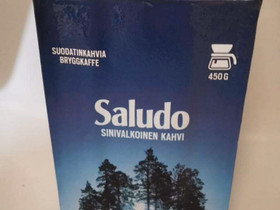 SUODATINKAHVIA
BRYGGKAFFE
450 G
Saludo
SINIVALKOINEN KAHVI